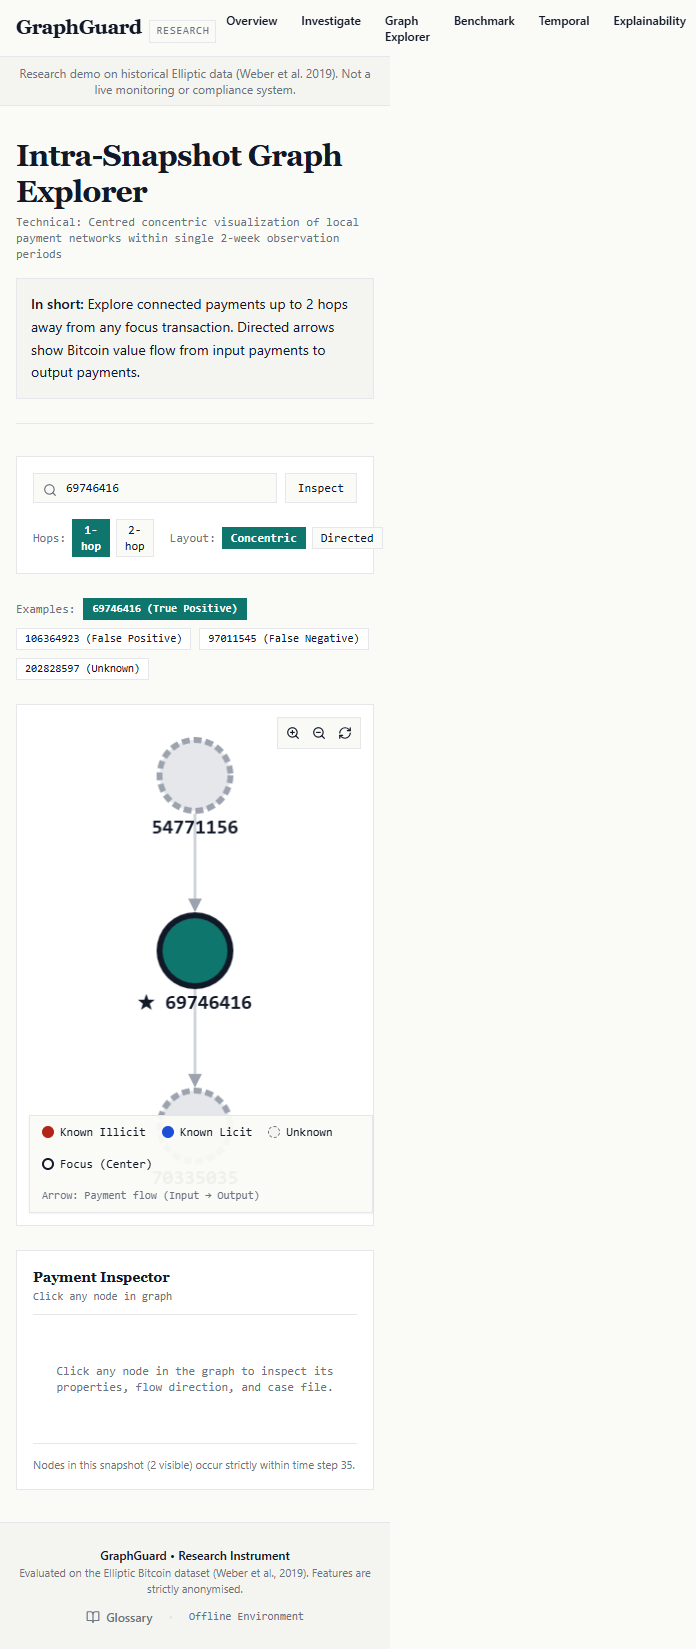 GraphGuard RESEARCH Overview Investigate Graph Explorer Benchmark Temporal Explainability
Research demo on historical Elliptic data (Weber et al. 2019). Not a
live monitoring or compliance system.
Intra-Snapshot Graph
Explorer
Technical: Centred concentric visualization of local
payment networks within single 2-week observation
periods
In short: Explore connected payments up to 2 hops
away from any focus transaction. Directed arrows
show Bitcoin value flow from input payments to
output payments.
69746416 Inspect
Hops: 1-hop 2-hop Layout: Concentric Directed
Examples: 69746416 (True Positive)
106364923 (False Positive) 97011545 (False Negative)
202828597 (Unknown)
54771156
★ 69746416
Known Illicit Known Licit Unknown
Focus (Center)
70335035
Arrow: Payment flow (Input → Output)
Payment Inspector
Click any node in graph
Click any node in the graph to inspect its
properties, flow direction, and case file.
Nodes in this snapshot (2 visible) occur strictly within time step 35.
GraphGuard • Research Instrument
Evaluated on the Elliptic Bitcoin dataset (Weber et al., 2019). Features are
strictly anonymised.
Glossary • Offline Environment